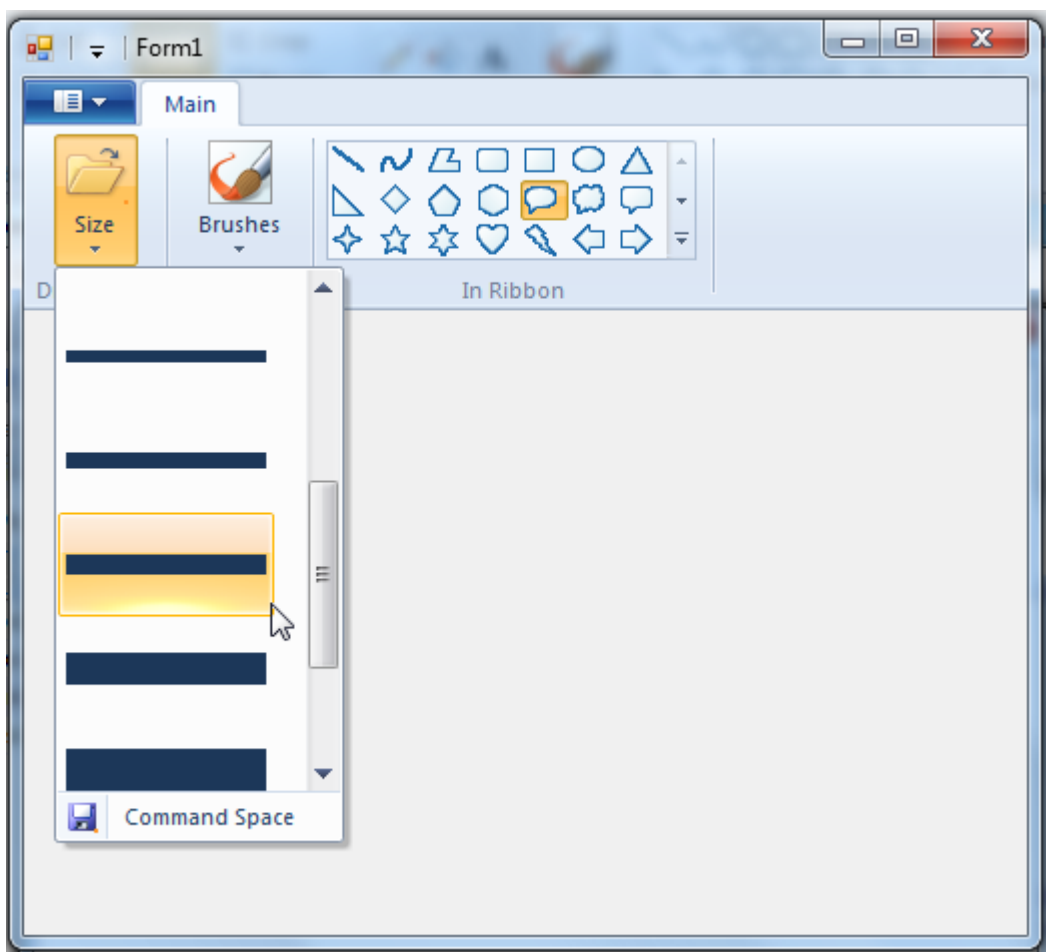 Form1
Main
Size
Brushes
D
In Ribbon
Command Space